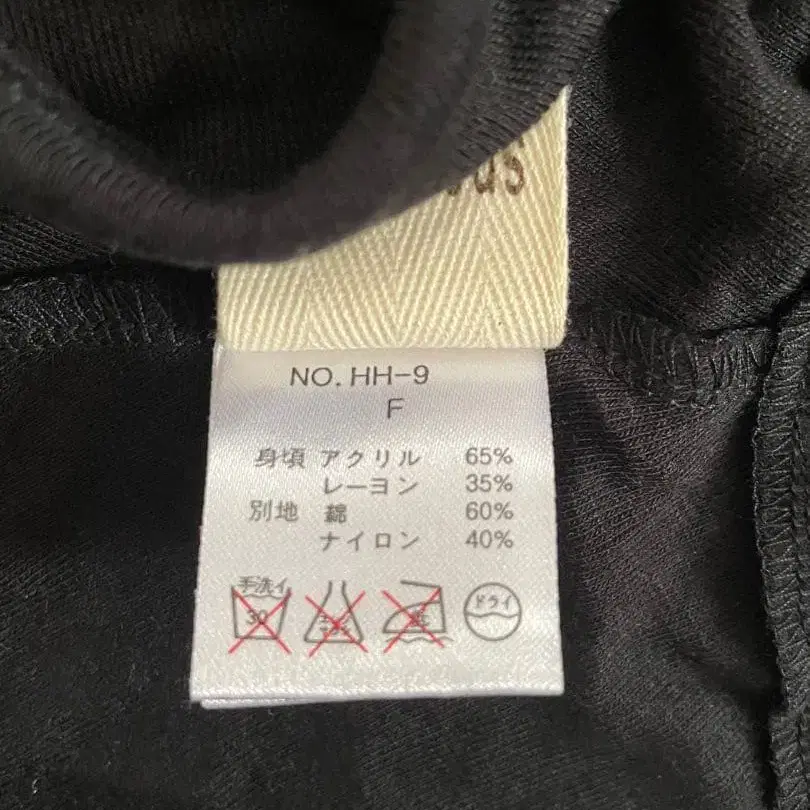 NO. HH-9
F
身頃 アクリル 65%
レーヨン 35%
別地 綿 60%
ナイロン 40%
手洗イ
30
ドライ